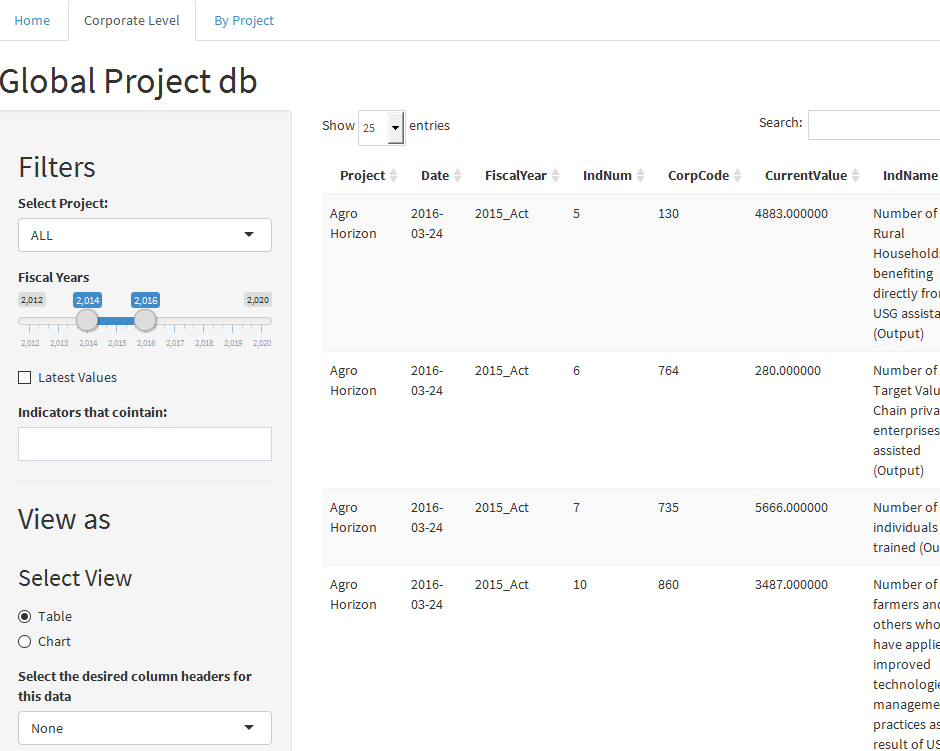 Home Corporate Level By Project
Global Project db
Filters
Select Project:
ALL
Fiscal Years
2,012 2,014 2,016 2,020
2,012 2,013 2,014 2,015 2,016 2,017 2,018 2,019 2,020
Latest Values
Indicators that cointain:
View as
Select View
Table
Chart
Select the desired column headers for
this data
None
Show 25 entries
Search:
Project Date FiscalYear IndNum CorpCode CurrentValue IndName
Agro 2016- 2015_Act 5 130 4883.000000 Number of
Horizon 03-24 Rural
Households
benefiting
directly from
USG assista
(Output)
Agro 2016- 2015_Act 6 764 280.000000 Number of
Horizon 03-24 Target Valu
Chain priva
enterprises
assisted
(Output)
Agro 2016- 2015_Act 7 735 5666.000000 Number of
Horizon 03-24 individuals
trained (Ou
Agro 2016- 2015_Act 10 860 3487.000000 Number of
Horizon 03-24 farmers and
others who
have applie
improved
technologie
manageme
practices as
result of US